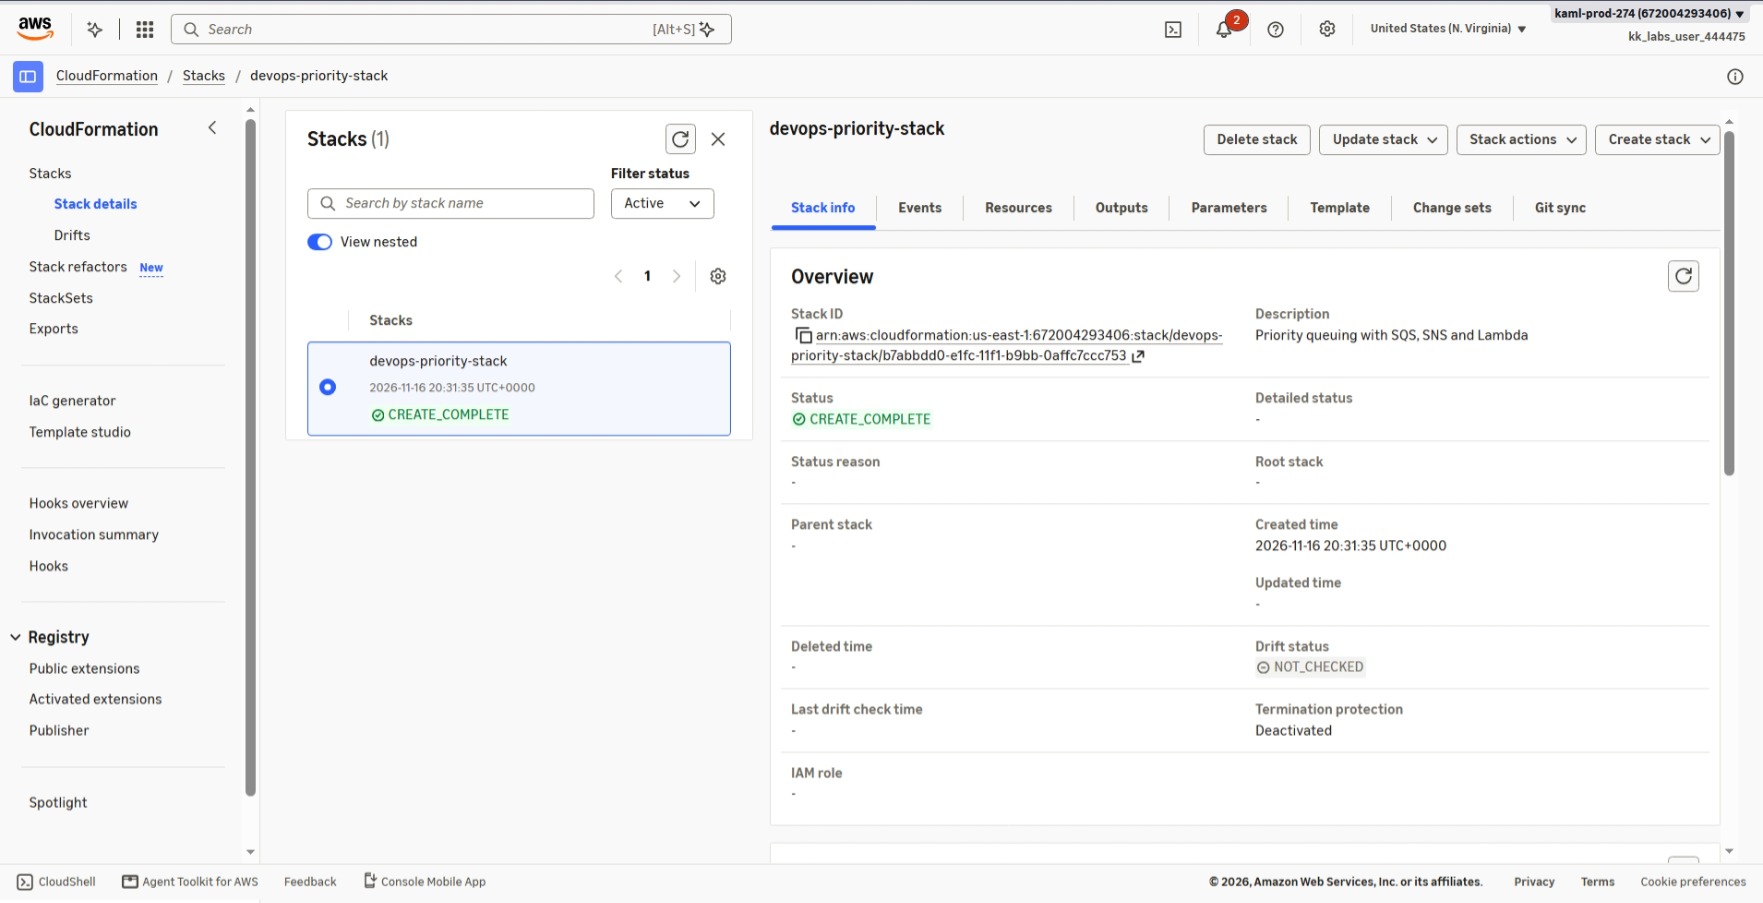 aws
Search
[Alt+S]
2
United States (N. Virginia) ▼
kaml-prod-274 (672004293406) ▼
kk_labs_user_444475
CloudFormation / Stacks / devops-priority-stack
CloudFormation
Stacks
Stack details
Drifts
Stack refactors New
StackSets
Exports
IaC generator
Template studio
Hooks overview
Invocation summary
Hooks
Registry
Public extensions
Activated extensions
Publisher
Spotlight
Stacks (1)
Filter status
Search by stack name
Active
View nested
1
Stacks
devops-priority-stack
2026-11-16 20:31:35 UTC+0000
CREATE_COMPLETE
devops-priority-stack
Delete stack
Update stack
Stack actions
Create stack
Stack info
Events
Resources
Outputs
Parameters
Template
Change sets
Git sync
Overview
Stack ID
arn:aws:cloudformation:us-east-1:672004293406:stack/devops-
priority-stack/b7abbdd0-e1fc-11f1-b9bb-0affc7ccc753
Description
Priority queuing with SQS, SNS and Lambda
Status
CREATE_COMPLETE
Detailed status
-
Status reason
-
Root stack
-
Parent stack
-
Created time
2026-11-16 20:31:35 UTC+0000
Updated time
-
Deleted time
-
Drift status
NOT_CHECKED
Last drift check time
-
Termination protection
Deactivated
IAM role
-
CloudShell
Agent Toolkit for AWS
Feedback
Console Mobile App
© 2026, Amazon Web Services, Inc. or its affiliates.
Privacy
Terms
Cookie preferences